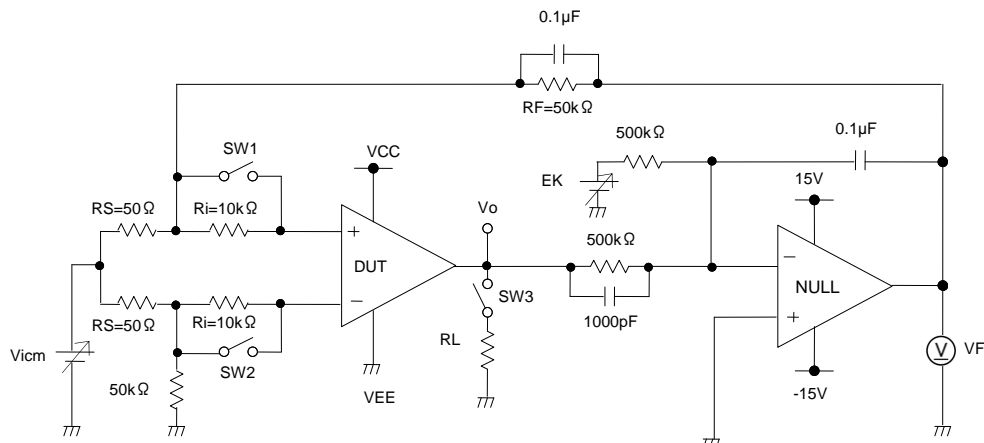 0.1µF
RF=50kΩ
500kΩ
0.1µF
SW1
VCC
EK
15V
RS=50Ω
Ri=10kΩ
Vo
500kΩ
+
DUT
−
−
NULL
+
RS=50Ω
Ri=10kΩ
SW3
1000pF
Vicm
SW2
RL
V
VF
50kΩ
VEE
-15V